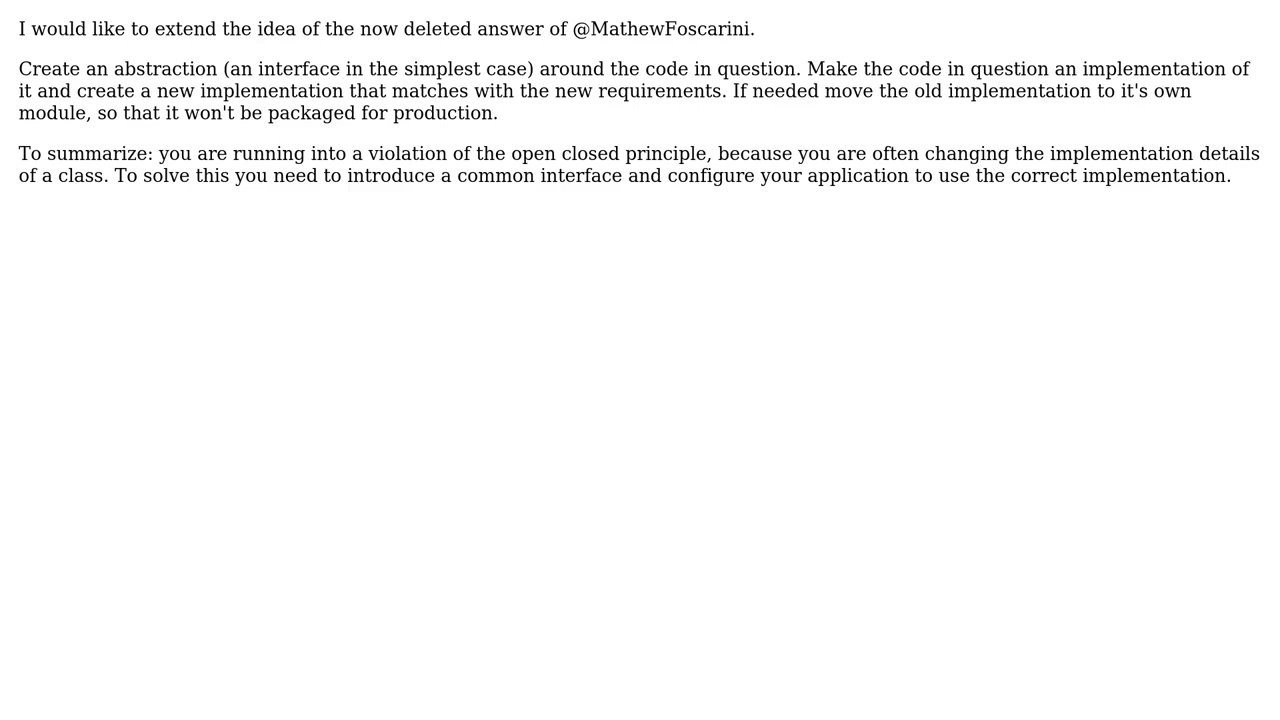 I would like to extend the idea of the now deleted answer of @MathewFoscarini.
Create an abstraction (an interface in the simplest case) around the code in question. Make the code in question an implementation of
it and create a new implementation that matches with the new requirements. If needed move the old implementation to it's own
module, so that it won't be packaged for production.
To summarize: you are running into a violation of the open closed principle, because you are often changing the implementation details
of a class. To solve this you need to introduce a common interface and configure your application to use the correct implementation.